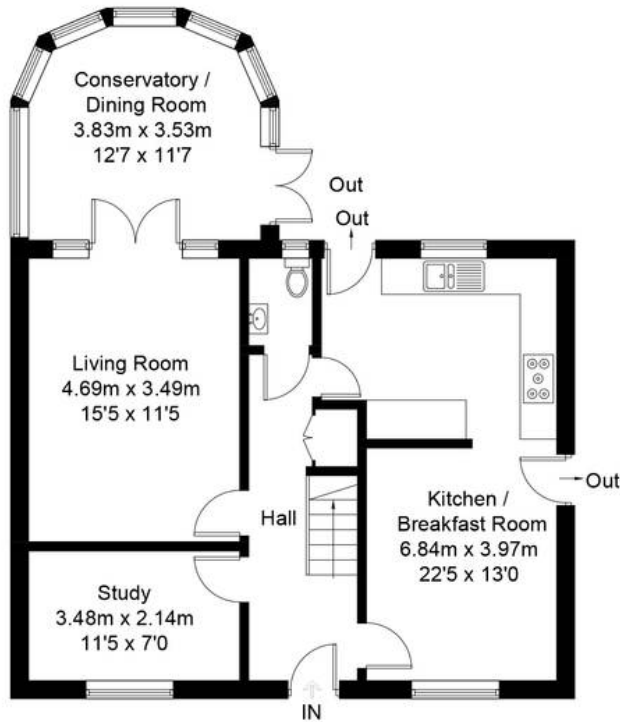 Conservatory /
Dining Room
3.83m x 3.53m
12'7 x 11'7
Out
Out
Living Room
4.69m x 3.49m
15'5 x 11'5
Out
Hall
Kitchen /
Breakfast Room
6.84m x 3.97m
22'5 x 13'0
Study
3.48m x 2.14m
11'5 x 7'0
IN